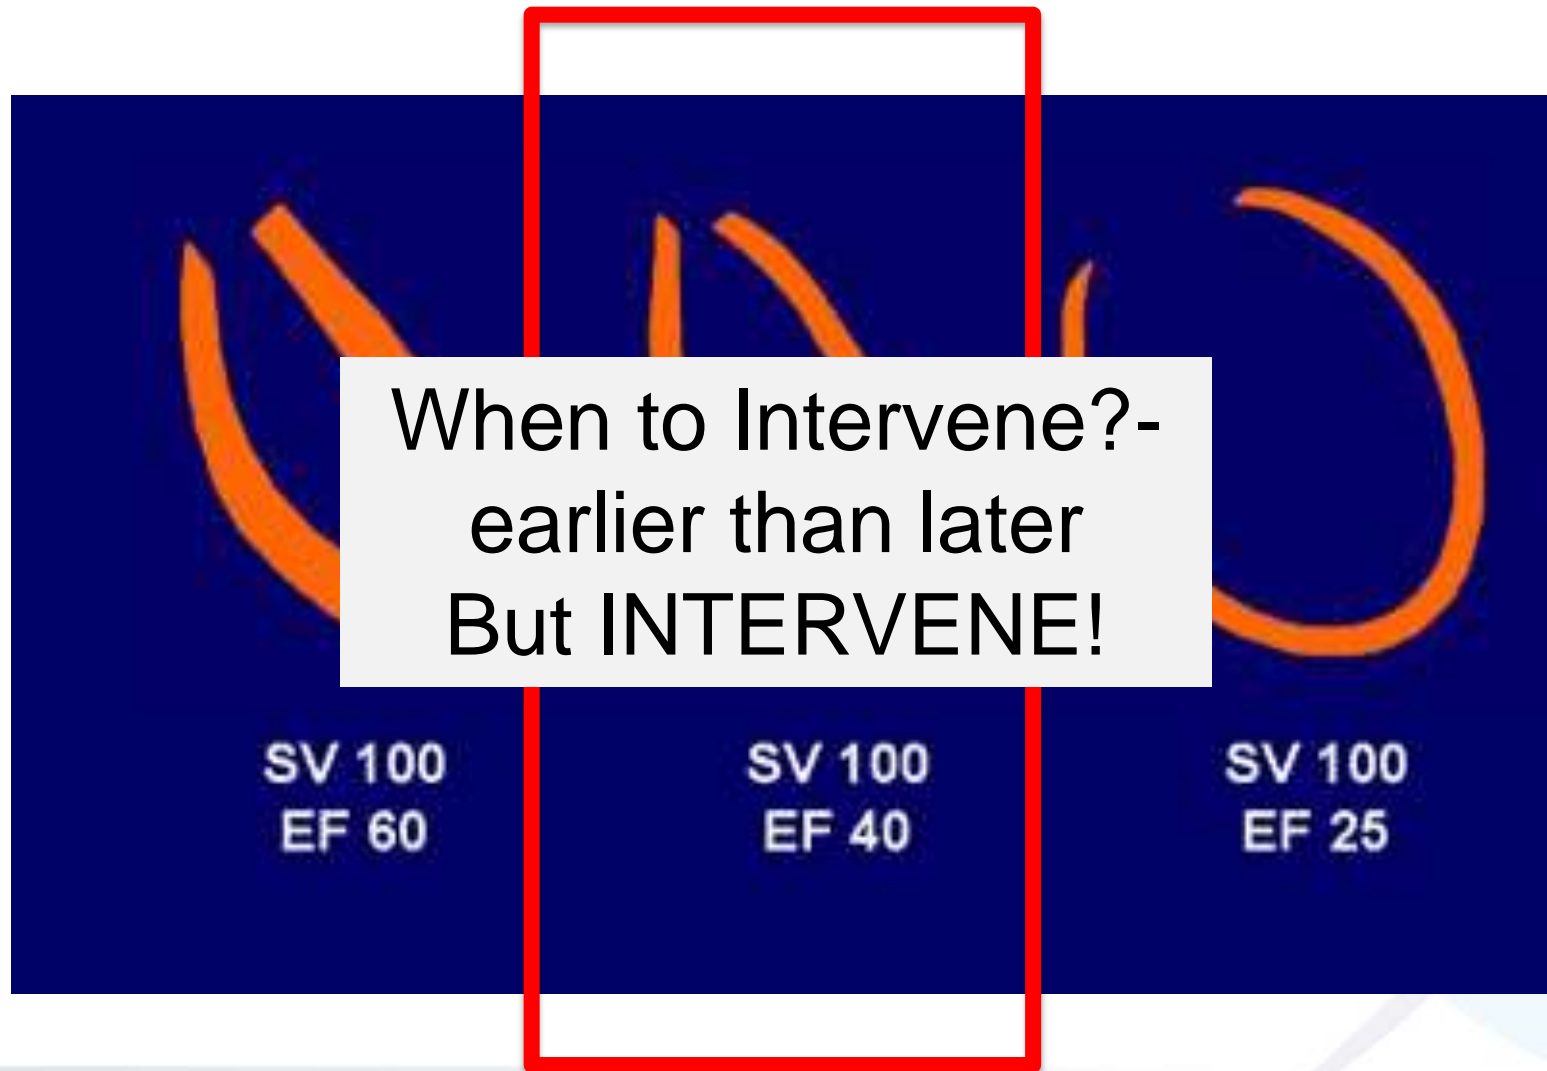 When to Intervene?-
earlier than later
But INTERVENE!
SV 100
EF 60
SV 100
EF 40
SV 100
EF 25